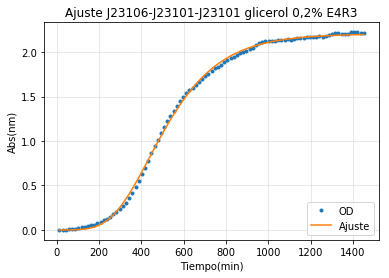 Ajuste J23106-J23101-J23101 glicerol 0,2% E4R3
Abs(nm)
2.0
1.5
1.0
0.5
0.0
OD
Ajuste
0 200 400 600 800 1000 1200 1400
Tiempo(min)